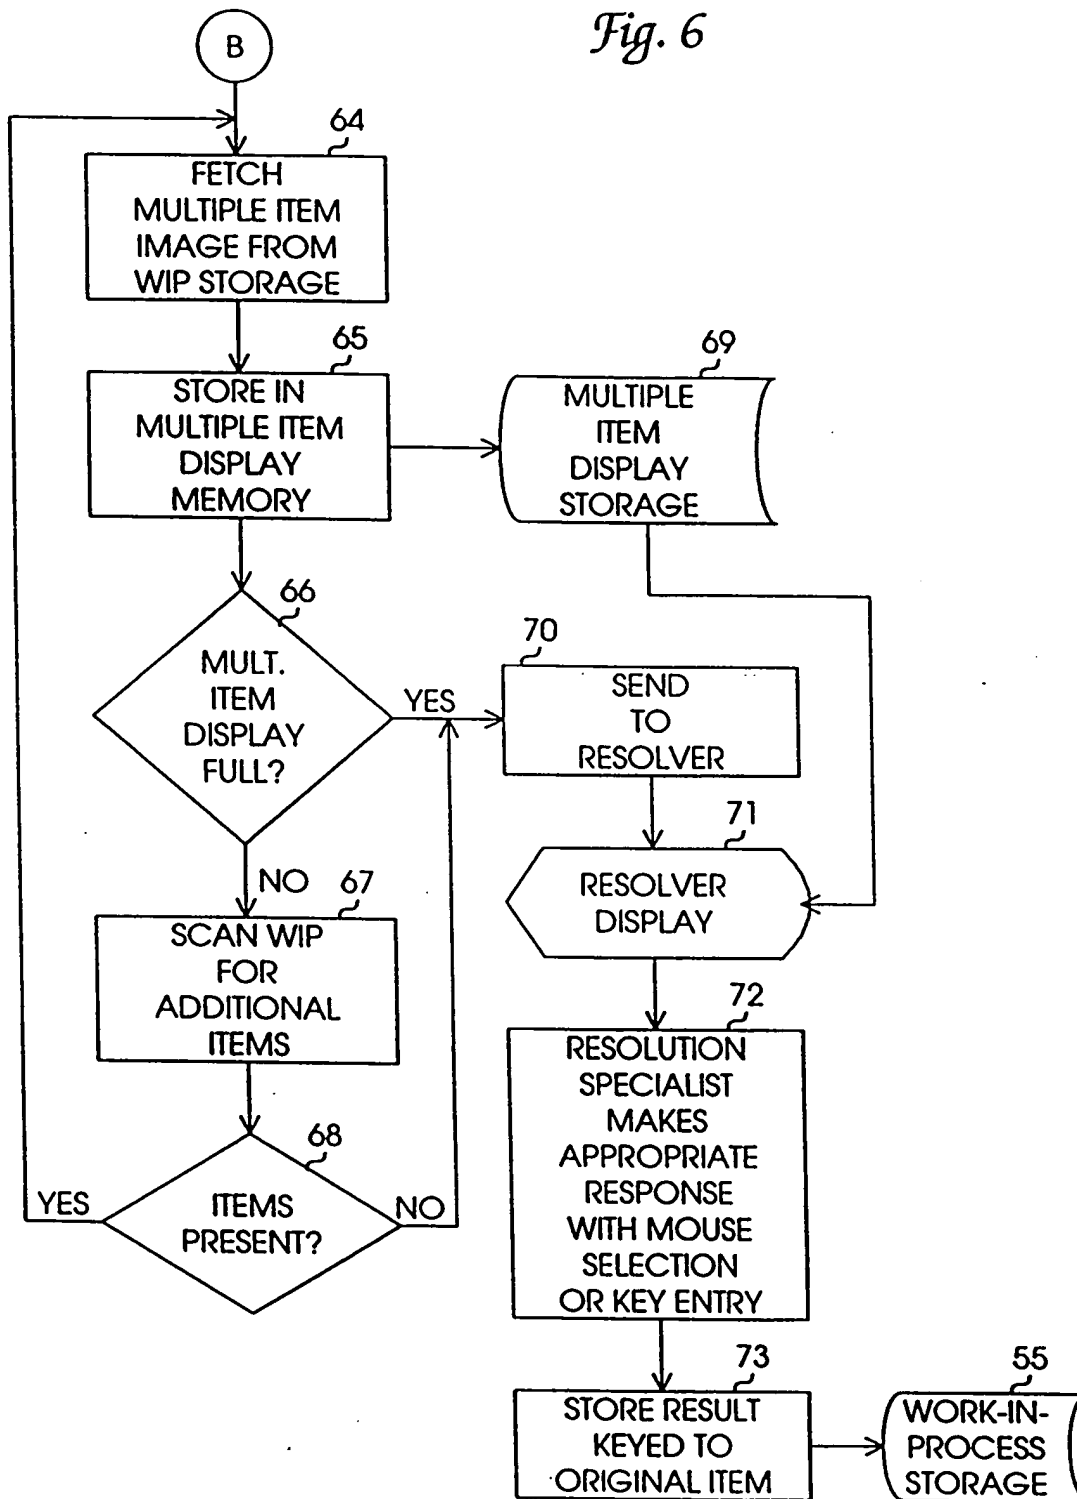 Fig. 6
B
64
FETCH
MULTIPLE ITEM
IMAGE FROM
WIP STORAGE
65
STORE IN
MULTIPLE ITEM
DISPLAY
MEMORY
69
MULTIPLE
ITEM
DISPLAY
STORAGE
66
MULT.
ITEM
DISPLAY
FULL?
YES
NO
70
SEND
TO
RESOLVER
71
RESOLVER
DISPLAY
67
SCAN WIP
FOR
ADDITIONAL
ITEMS
68
ITEMS
PRESENT?
YES
NO
72
RESOLUTION
SPECIALIST
MAKES
APPROPRIATE
RESPONSE
WITH MOUSE
SELECTION
OR KEY ENTRY
73
STORE RESULT
KEYED TO
ORIGINAL ITEM
55
WORK-IN-
PROCESS
STORAGE